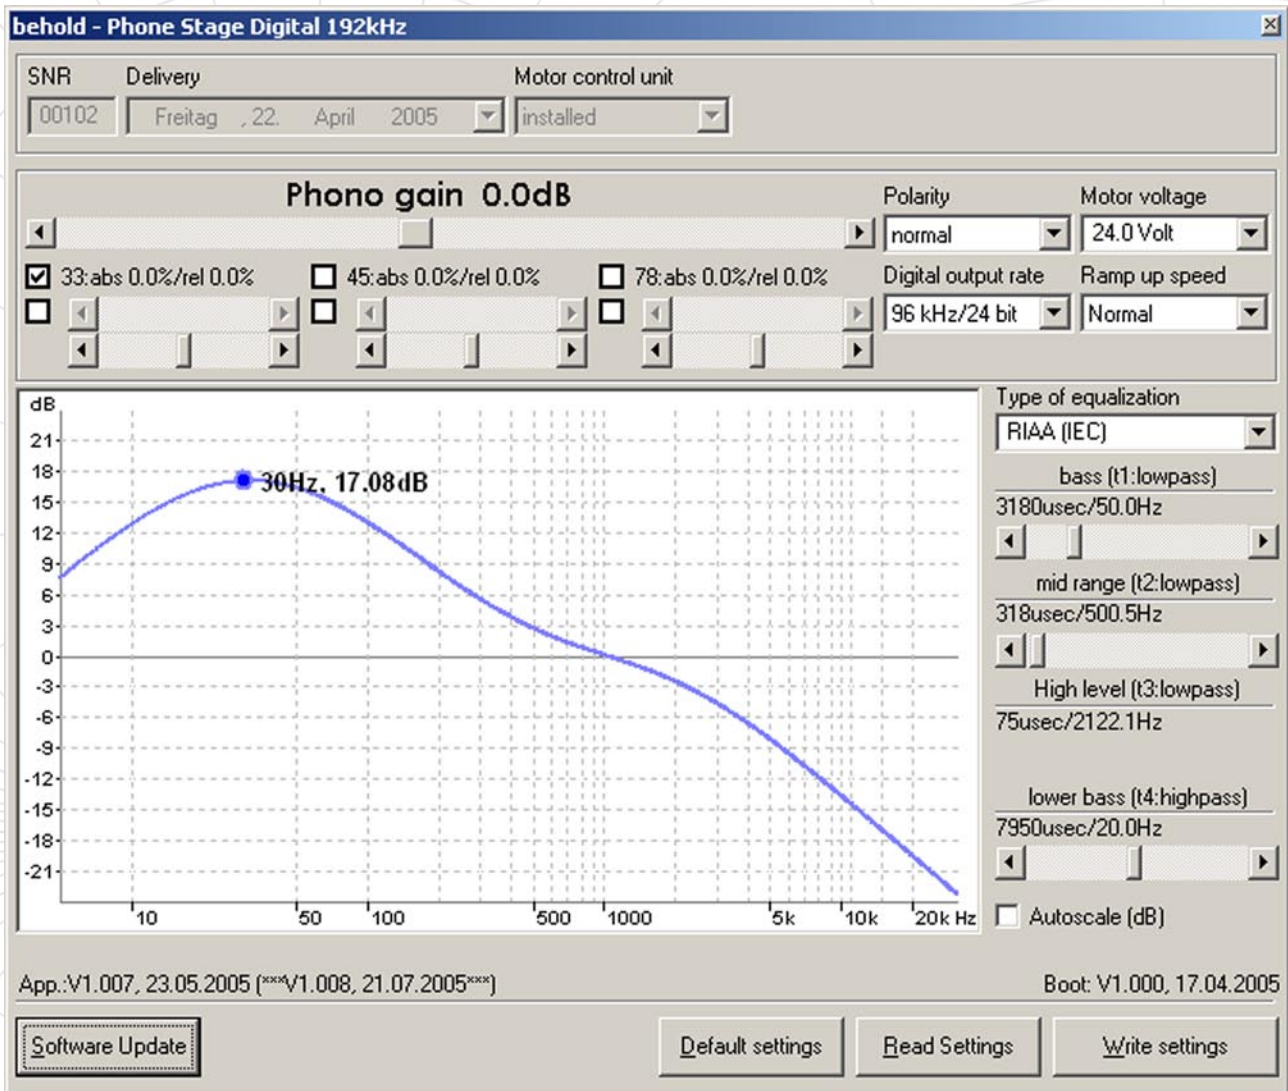 behold - Phone Stage Digital 192kHz
SNR Delivery Motor control unit
00102 Freitag , 22. April 2005 installed
Phono gain 0.0dB
Polarity Motor voltage
normal 24.0 Volt
33:abs 0.0%/rel 0.0% 45:abs 0.0%/rel 0.0% 78:abs 0.0%/rel 0.0%
Digital output rate Ramp up speed
96 kHz/24 bit Normal
dB
21
18
15
12
9
6
3
0
-3
-6
-9
-12
-15
-18
-21
30Hz, 17.08dB
10 50 100 500 1000 5k 10k 20k Hz
Type of equalization
RIAA (IEC)
bass (t1:lowpass)
3180usec/50.0Hz
mid range (t2:lowpass)
318usec/500.5Hz
High level (t3:lowpass)
75usec/2122.1Hz
lower bass (t4:highpass)
7950usec/20.0Hz
Autoscale (dB)
App.:V1.007, 23.05.2005 (***V1.008, 21.07.2005***) Boot: V1.000, 17.04.2005
Software Update Default settings Read Settings Write settings